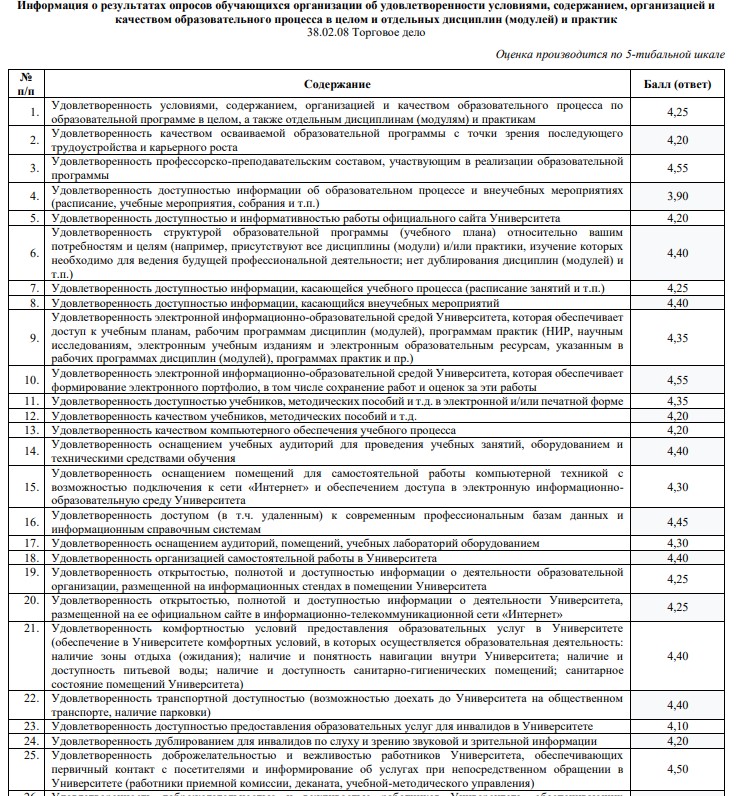 Информация о результатах опросов обучающихся организации об удовлетворенности условиями, содержанием, организацией и
качеством образовательного процесса в целом и отдельных дисциплин (модулей) и практик
38.02.08 Торговое дело
Оценка производится по 5-тибальной шкале
№ п/п Содержание Балл (ответ)
1. Удовлетворенность условиями, содержанием, организацией и качеством образовательного процесса по
образовательной программе в целом, а также отдельным дисциплинам (модулям) и практикам 4,25
2. Удовлетворенность качеством осваиваемой образовательной программы с точки зрения последующего
трудоустройства и карьерного роста 4,20
3. Удовлетворенность профессорско-преподавательским составом, участвующим в реализации образовательной
программы 4,55
4. Удовлетворенность доступностью информации об образовательном процессе и внеучебных мероприятиях
(расписание, учебные мероприятия, собрания и т.п.) 3,90
5. Удовлетворенность доступностью и информативностью работы официального сайта Университета 4,20
6. Удовлетворенность структурой образовательной программы (учебного плана) относительно вашим
потребностям и целям (например, присутствуют все дисциплины (модули) и/или практики, изучение которых
необходимо для ведения будущей профессиональной деятельности; нет дублирования дисциплин (модулей) и
т.п.) 4,40
7. Удовлетворенность доступностью информации, касающейся учебного процесса (расписание занятий и т.п.) 4,25
8. Удовлетворенность доступностью информации, касающийся внеучебных мероприятий 4,40
9. Удовлетворенность электронной информационно-образовательной средой Университета, которая обеспечивает
доступ к учебным планам, рабочим программам дисциплин (модулей), программам практик (НИР, научным
исследованиям, электронным учебным изданиям и электронным образовательным ресурсам, указанным в
рабочих программах дисциплин (модулей), программах практик и пр.) 4,35
10. Удовлетворенность электронной информационно-образовательной средой Университета, которая обеспечивает
формирование электронного портфолио, в том числе сохранение работ и оценок за эти работы 4,55
11. Удовлетворенность доступностью учебников, методических пособий и т.д. в электронной и/или печатной форме 4,35
12. Удовлетворенность качеством учебников, методических пособий и т.д. 4,20
13. Удовлетворенность качеством компьютерного обеспечения учебного процесса 4,20
14. Удовлетворенность оснащением учебных аудиторий для проведения учебных занятий, оборудованием и
техническими средствами обучения 4,40
15. Удовлетворенность оснащением помещений для самостоятельной работы компьютерной техникой с
возможностью подключения к сети «Интернет» и обеспечением доступа в электронную информационно-
образовательную среду Университета 4,30
16. Удовлетворенность доступом (в т.ч. удаленным) к современным профессиональным базам данных и
информационным справочным системам 4,45
17. Удовлетворенность оснащением аудиторий, помещений, учебных лабораторий оборудованием 4,30
18. Удовлетворенность организацией самостоятельной работы в Университета 4,40
19. Удовлетворенность открытостью, полнотой и доступностью информации о деятельности образовательной
организации, размещенной на информационных стендах в помещении Университета 4,25
20. Удовлетворенность открытостью, полнотой и доступностью информации о деятельности Университета,
размещенной на ее официальном сайте в информационно-телекоммуникационной сети «Интернет» 4,25
21. Удовлетворенность комфортностью условий предоставления образовательных услуг в Университете
(обеспечение в Университете комфортных условий, в которых осуществляется образовательная деятельность:
наличие зоны отдыха (ожидания); наличие и понятность навигации внутри Университета; наличие и
доступность питьевой воды; наличие и доступность санитарно-гигиенических помещений; санитарное
состояние помещений Университета) 4,40
22. Удовлетворенность транспортной доступностью (возможностью доехать до Университета на общественном
транспорте, наличие парковки) 4,40
23. Удовлетворенность доступностью предоставления образовательных услуг для инвалидов в Университете 4,10
24. Удовлетворенность дублированием для инвалидов по слуху и зрению звуковой и зрительной информации 4,20
25. Удовлетворенность доброжелательностью и вежливостью работников Университета, обеспечивающих
первичный контакт с посетителями и информирование об услугах при непосредственном обращении в
Университете (работники приемной комиссии, деканата, учебной-методического управления) 4,50